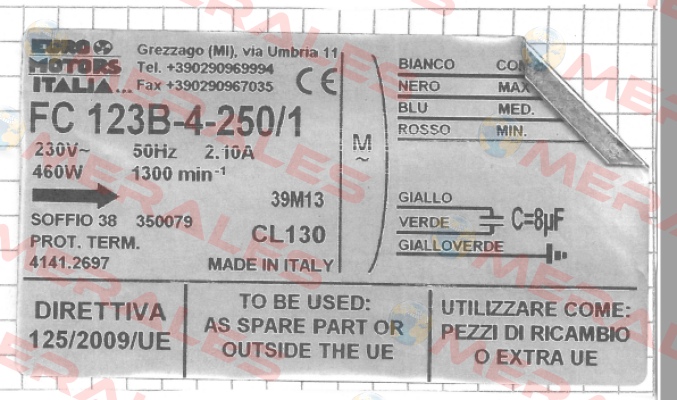 EURO
MOTORS
ITALIA...
Grezzago (MI), via Umbria 11
Tel. +390290969994
Fax +390290967035
CE
FC 123B-4-250/1
230V~ 50Hz 2.10A
460W 1300 min-1
39M13
SOFFIO 38 350079
PROT. TERM.
CL130
4141.2697
MADE IN ITALY
M
~
BIANCO
NERO MAX
BLU MED.
ROSSO MIN.
GIALLO
VERDE
C=8µF
GIALLOVERDE
DIRETTIVA
125/2009/UE
TO BE USED:
AS SPARE PART OR
OUTSIDE THE UE
UTILIZZARE COME:
PEZZI DI RICAMBIO
O EXTRA UE
MERALES